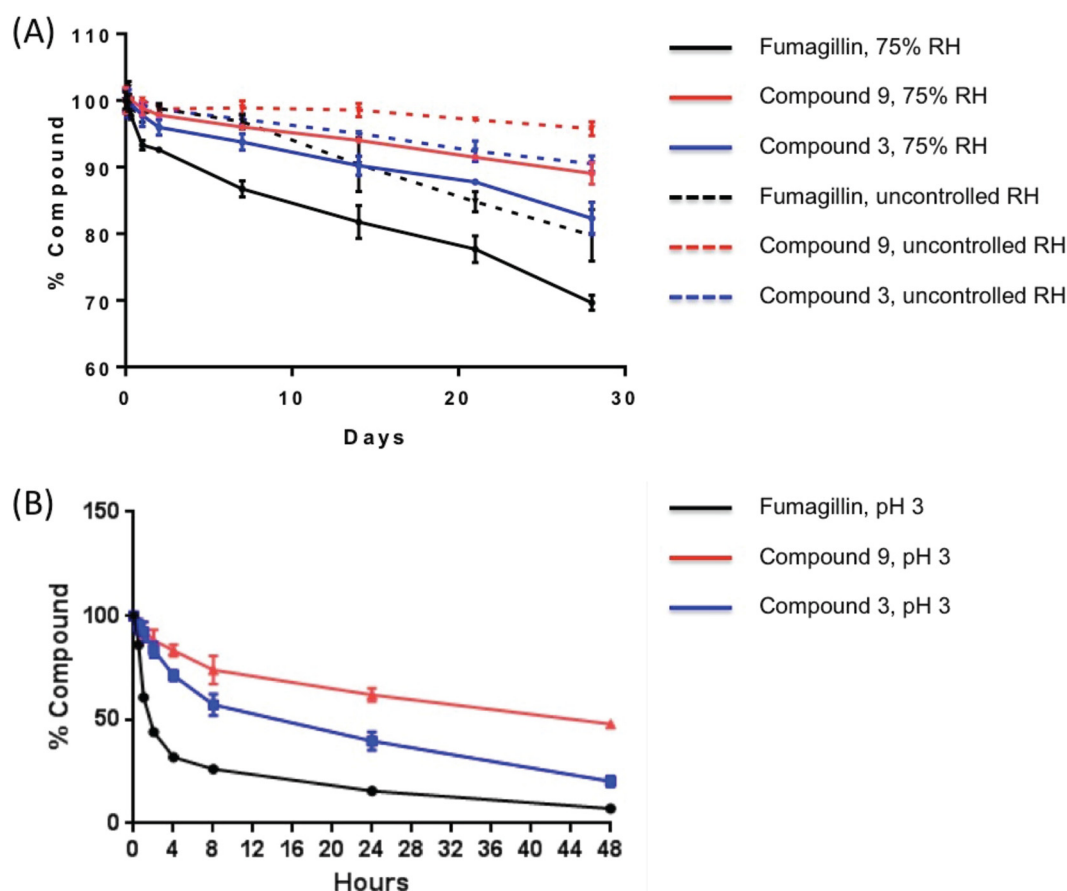 (A)
110
100
90
80
70
60
% Compound
0 10 20 30
Days
Fumagillin, 75% RH
Compound 9, 75% RH
Compound 3, 75% RH
Fumagillin, uncontrolled RH
Compound 9, uncontrolled RH
Compound 3, uncontrolled RH
(B)
150
100
50
0
% Compound
0 4 8 12 16 20 24 28 32 36 40 44 48
Hours
Fumagillin, pH 3
Compound 9, pH 3
Compound 3, pH 3